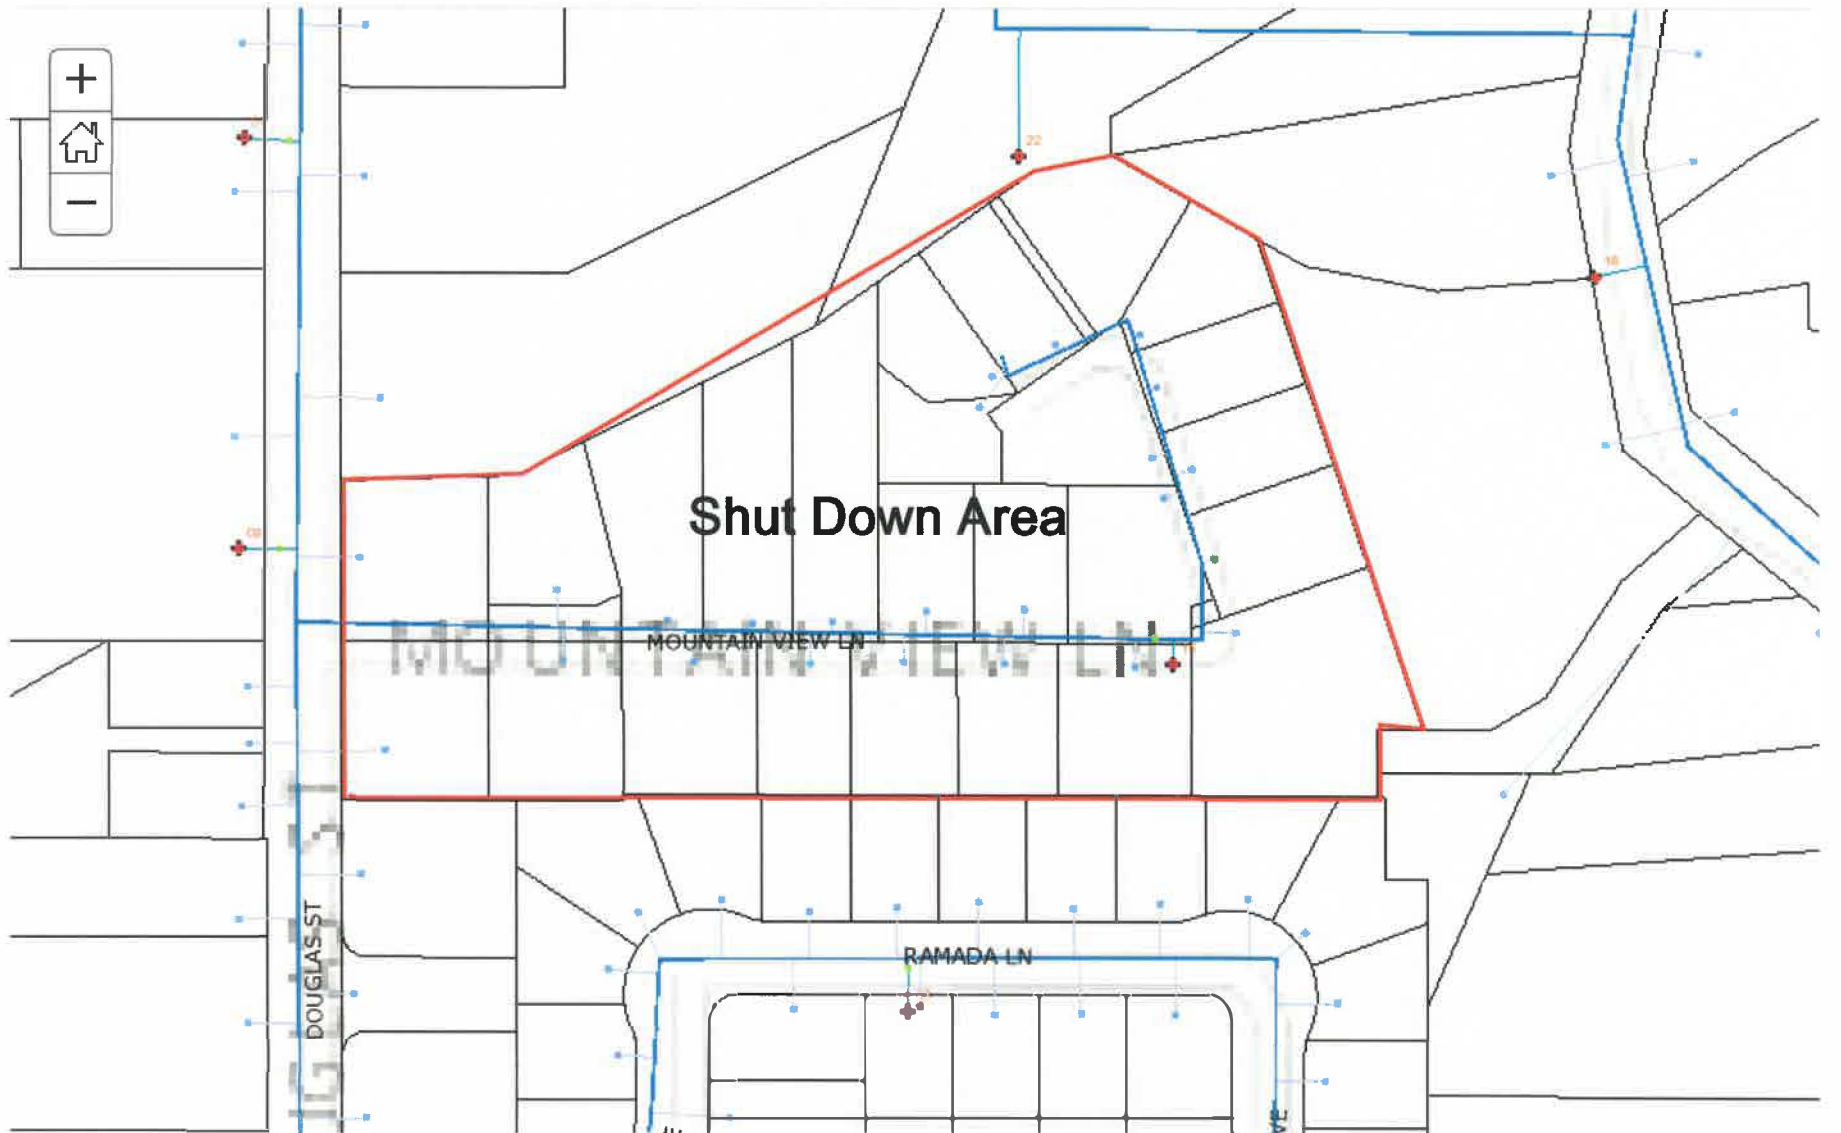 22
18
Shut Down Area
MOUNTAIN VIEW LN
MOUNTAIN VIEW LN
DOUGLAS ST
RAMADA LN